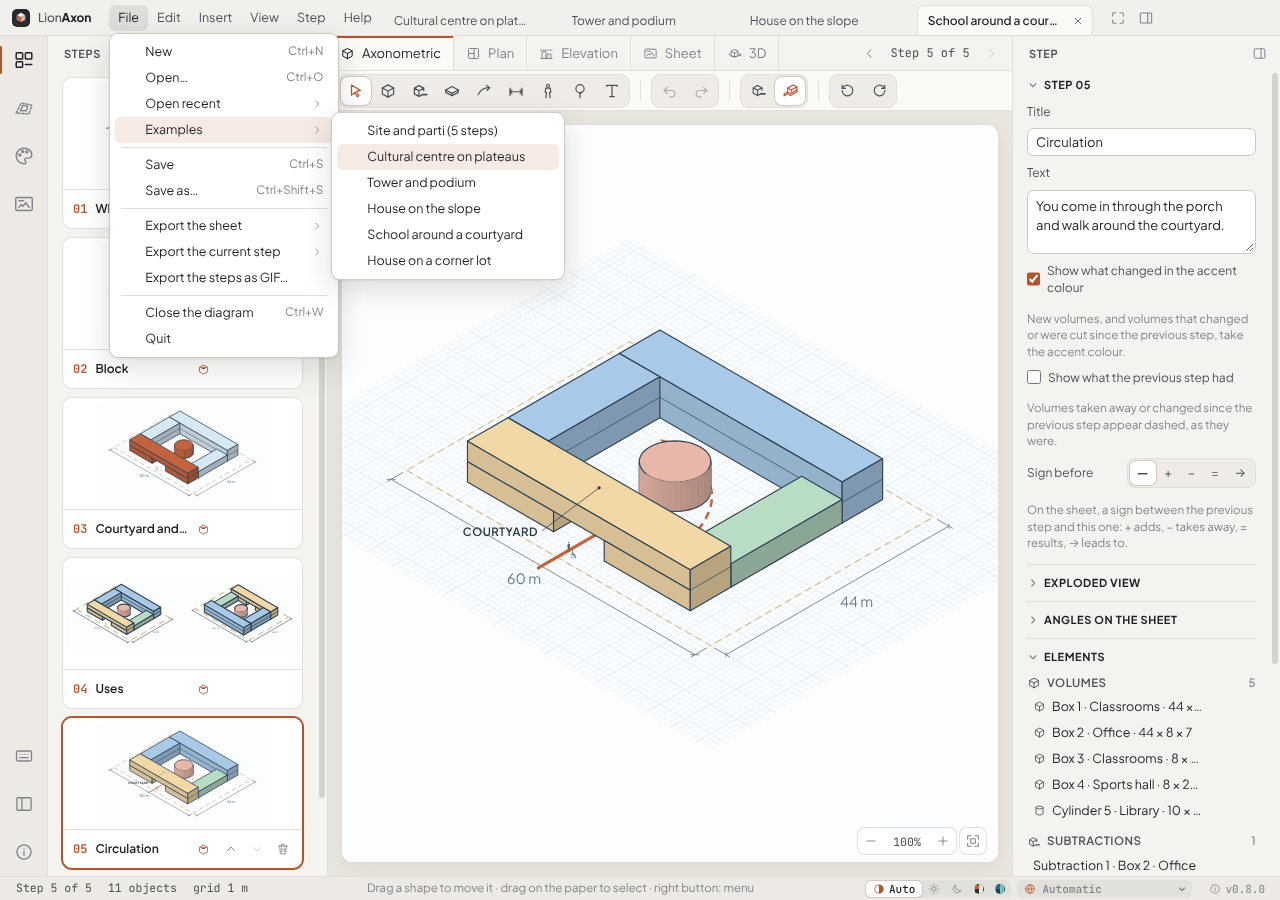 LionAxon
File
Edit
Insert
View
Step
Help
Cultural centre on plat...
Tower and podium
House on the slope
School around a cour...
STEPS
New Ctrl+N
Open... Ctrl+O
Open recent
Examples
Save Ctrl+S
Save as... Ctrl+Shift+S
Export the sheet
Export the current step
Export the steps as GIF...
Close the diagram Ctrl+W
Quit
Site and parti (5 steps)
Cultural centre on plateaus
Tower and podium
House on the slope
School around a courtyard
House on a corner lot
Axonometric
Plan
Elevation
Sheet
3D
Step 5 of 5
01
02 Block
03 Courtyard and...
04 Uses
05 Circulation
COURTYARD
60 m
44 m
100%
STEP
STEP 05
Title
Circulation
Text
You come in through the porch
and walk around the courtyard.
Show what changed in the accent
colour
New volumes, and volumes that changed
or were cut since the previous step, take
the accent colour.
Show what the previous step had
Volumes taken away or changed since the
previous step appear dashed, as they
were.
Sign before − + − = →
On the sheet, a sign between the previous
step and this one: + adds, − takes away, =
results, → leads to.
EXPLODED VIEW
ANGLES ON THE SHEET
ELEMENTS
VOLUMES 5
Box 1 · Classrooms · 44 ×...
Box 2 · Office · 44 × 8 × 7
Box 3 · Classrooms · 8 × ...
Box 4 · Sports hall · 8 × 2...
Cylinder 5 · Library · 10 × ...
SUBTRACTIONS 1
Subtraction 1 · Box 2 · Office
Step 5 of 5
11 objects
grid 1 m
Drag a shape to move it · drag on the paper to select · right button: menu
Auto
Automatic
v0.8.0